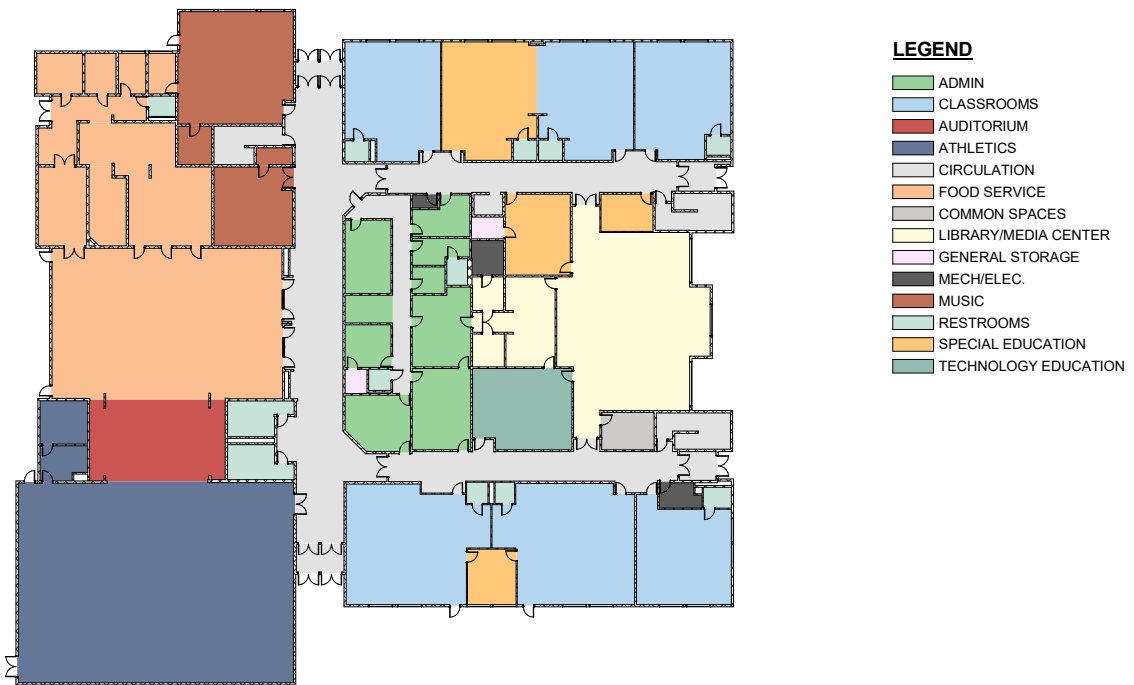 LEGEND
ADMIN
CLASSROOMS
AUDITORIUM
ATHLETICS
CIRCULATION
FOOD SERVICE
COMMON SPACES
LIBRARY/MEDIA CENTER
GENERAL STORAGE
MECH/ELEC.
MUSIC
RESTROOMS
SPECIAL EDUCATION
TECHNOLOGY EDUCATION